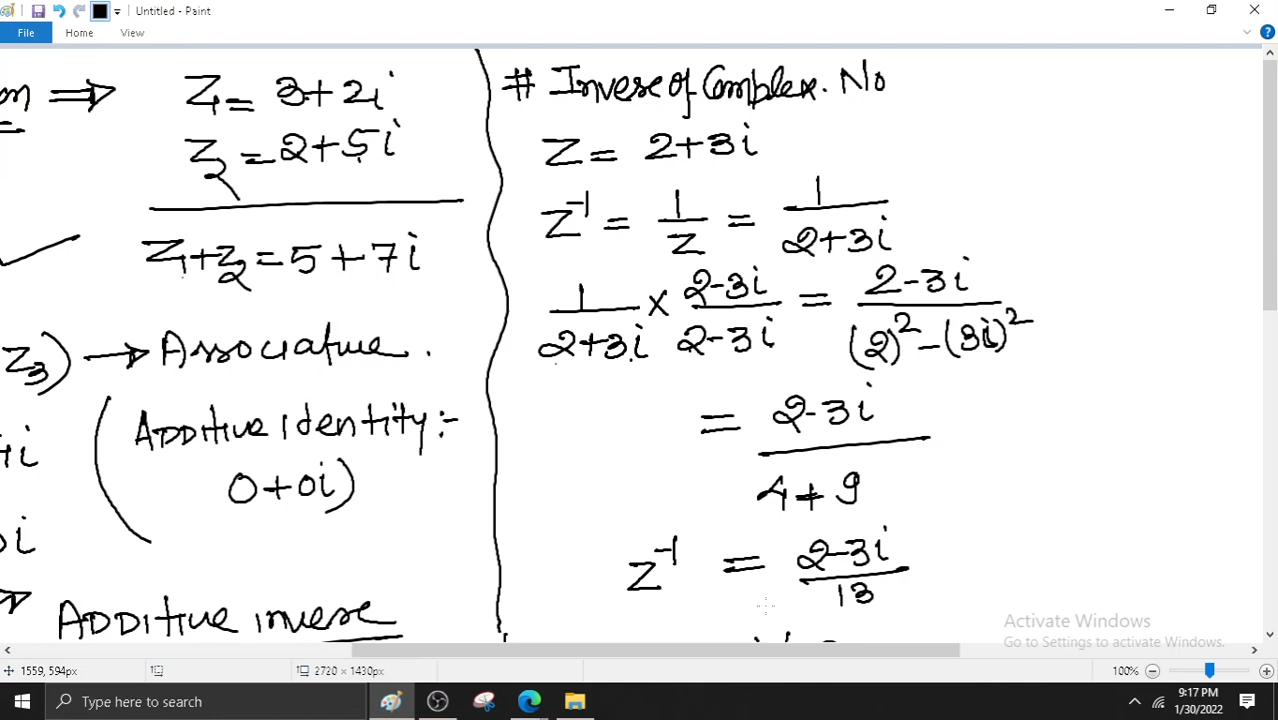 Untitled - Paint
File Home View
on ⟹ Z₁ = 3+2i
Z₂ = 2+5i
Z₁+Z₂ = 5+7i
Z₃) → Associative.
(Additive Identity:-
0+0i)
Additive inverse
# Inverse of Complex. No
Z = 2+3i
Z⁻¹ = 1/Z = 1/(2+3i)
1/(2+3i) × (2-3i)/(2-3i) = (2-3i)/((2)²-(3i)²)
= (2-3i)/(4+9)
Z⁻¹ = (2-3i)/13
Activate Windows
Go to Settings to activate Windows.
1559, 594px 2720 × 1430px 100%
Type here to search
9:17 PM
1/30/2022